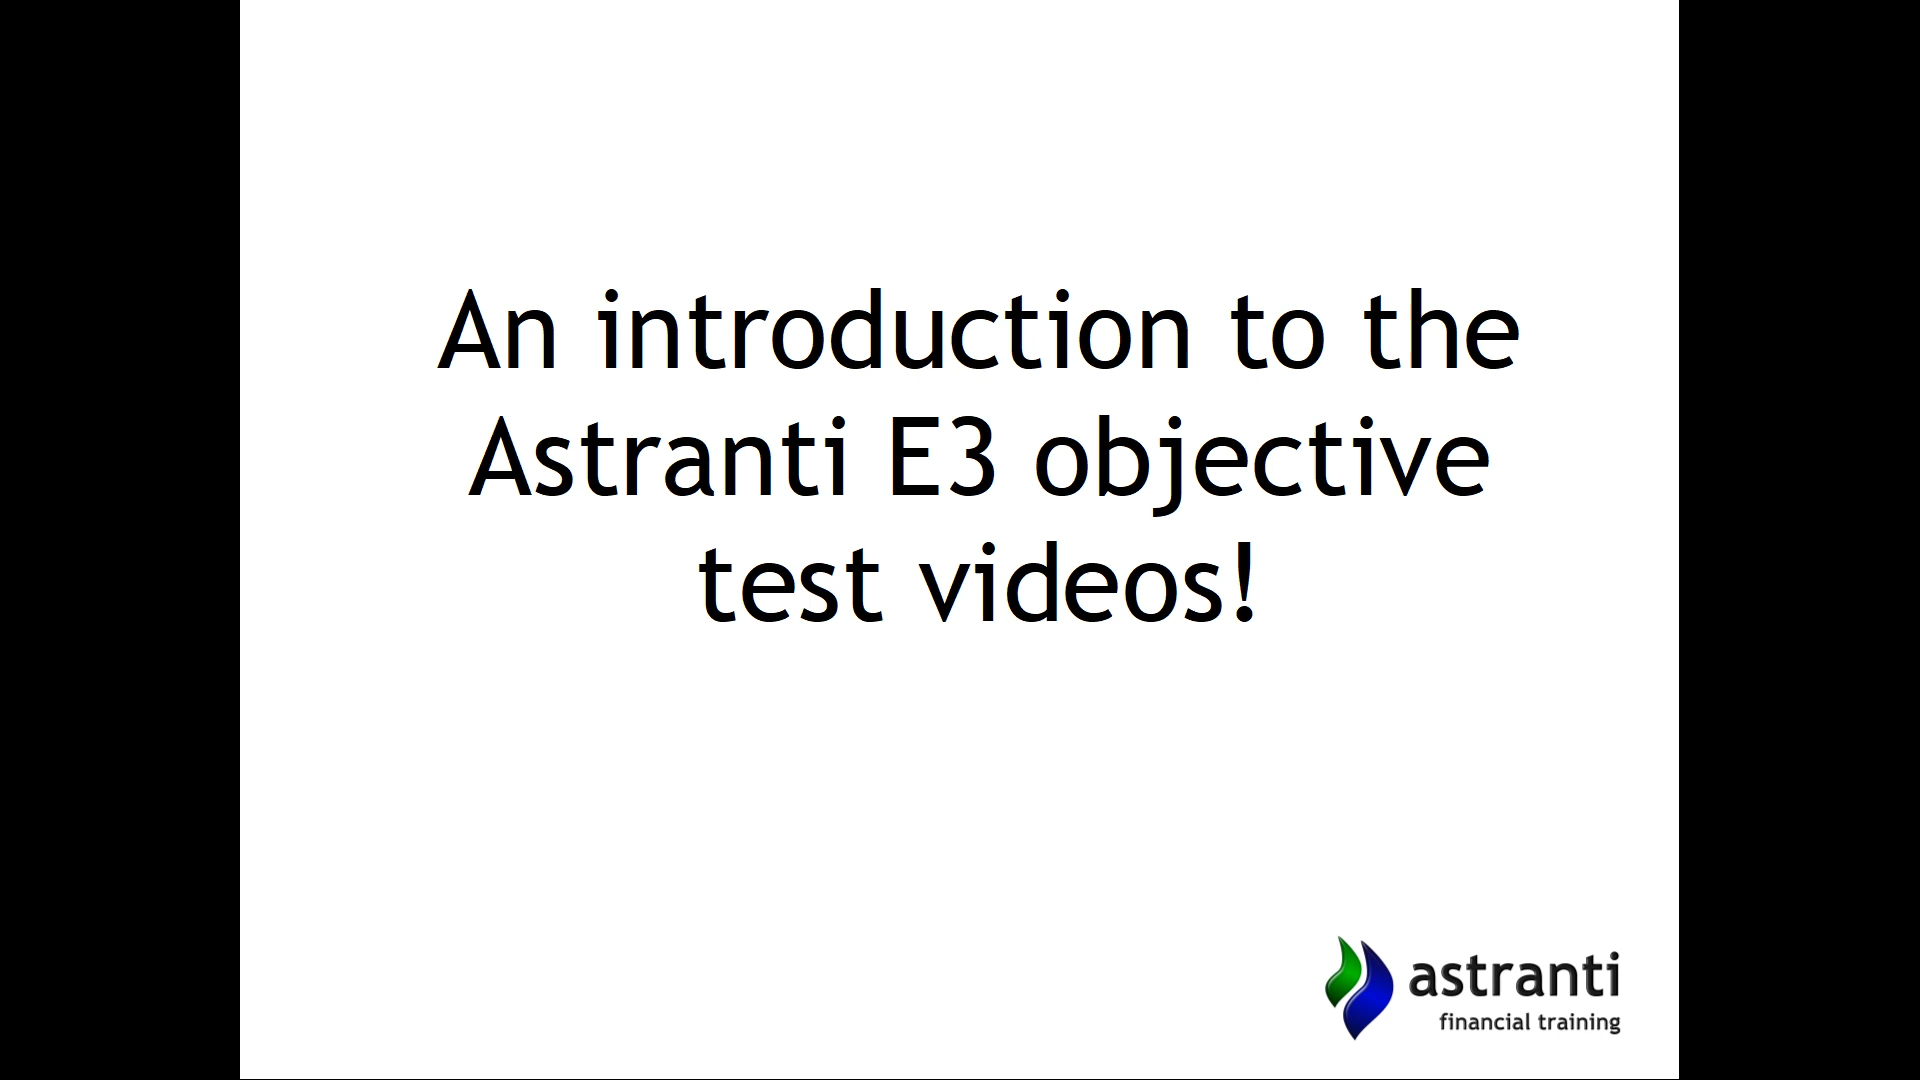 An introduction to the
Astranti E3 objective
test videos!
astranti
financial training